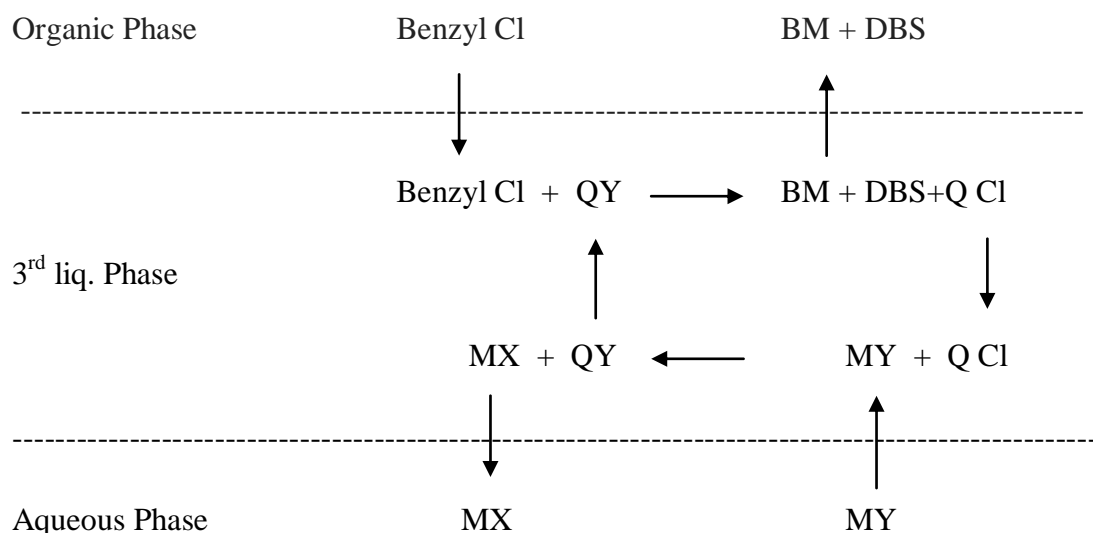 Organic Phase Benzyl Cl BM + DBS
Benzyl Cl + QY BM + DBS+Q Cl
3rd liq. Phase
MX + QY MY + Q Cl
Aqueous Phase MX MY